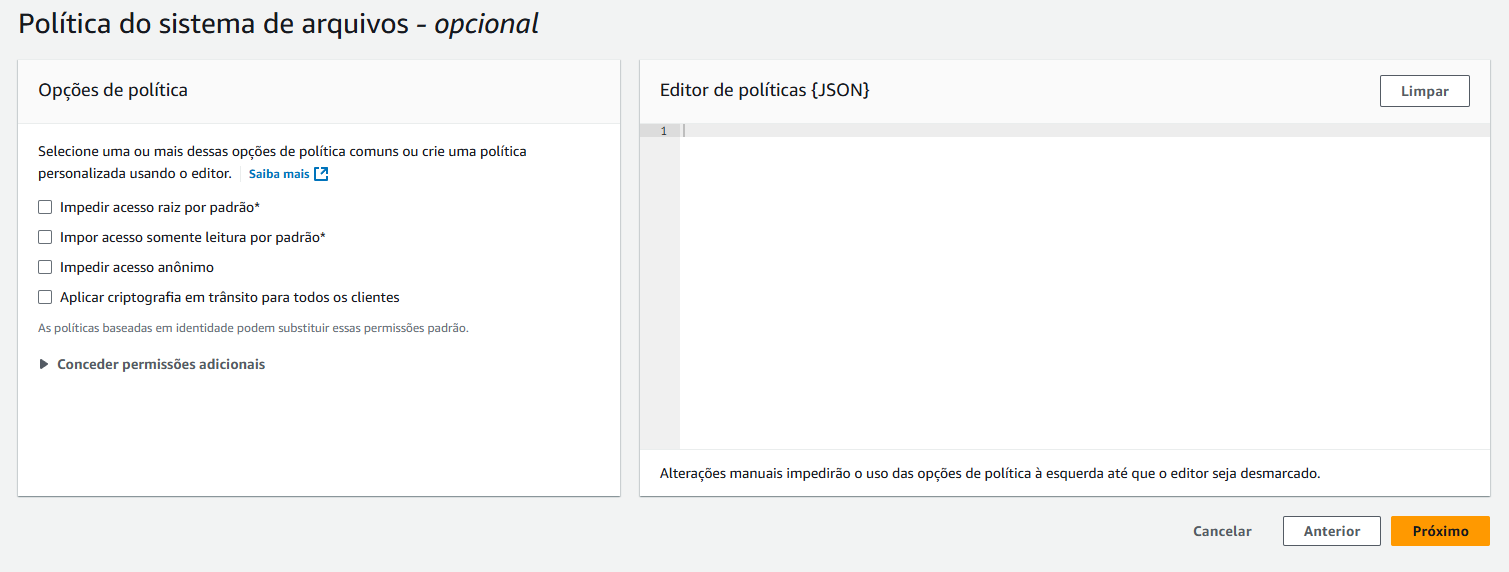 Política do sistema de arquivos - opcional
Opções de política
Selecione uma ou mais dessas opções de política comuns ou crie uma política
personalizada usando o editor. Saiba mais
Impedir acesso raiz por padrão*
Impor acesso somente leitura por padrão*
Impedir acesso anônimo
Aplicar criptografia em trânsito para todos os clientes
As políticas baseadas em identidade podem substituir essas permissões padrão.
Conceder permissões adicionais
Editor de políticas {JSON}
Limpar
1
Alterações manuais impedirão o uso das opções de política à esquerda até que o editor seja desmarcado.
Cancelar
Anterior
Próximo